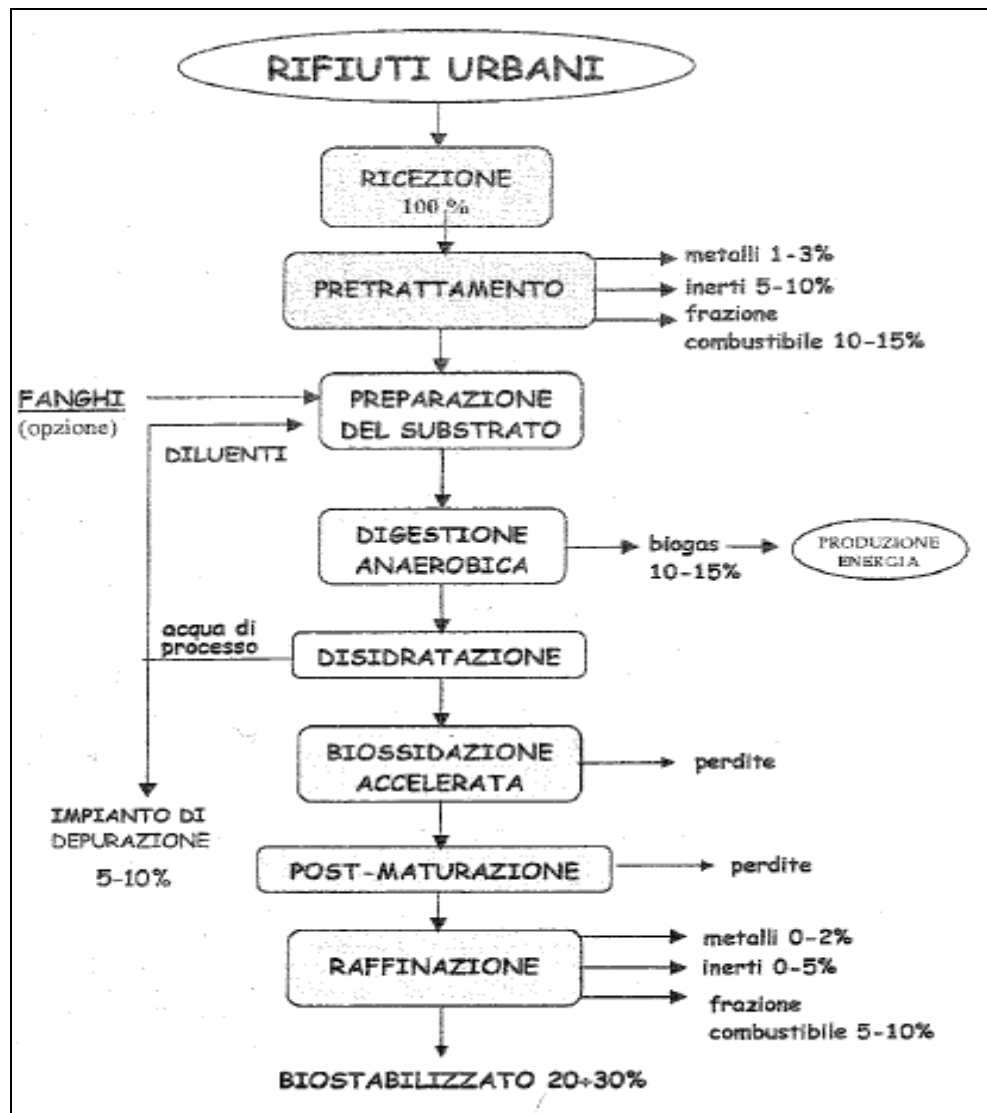 RIFIUTI URBANI
RICEZIONE
100 %
PRETRATTAMENTO
metalli 1-3%
inerti 5-10%
frazione
combustibile 10-15%
FANGHI
(opzione)
PREPARAZIONE
DEL SUBSTRATO
DILUENTI
DIGESTIONE
ANAEROBICA
biogas
10-15%
PRODUZIONE
ENERGIA
acqua di
processo
DISIDRATAZIONE
BIOSSIDAZIONE
ACCELERATA
perdite
IMPIANTO DI
DEPURAZIONE
5-10%
POST-MATURAZIONE
perdite
RAFFINAZIONE
metalli 0-2%
inerti 0-5%
frazione
combustibile 5-10%
BIOSTABILIZZATO 20÷30%